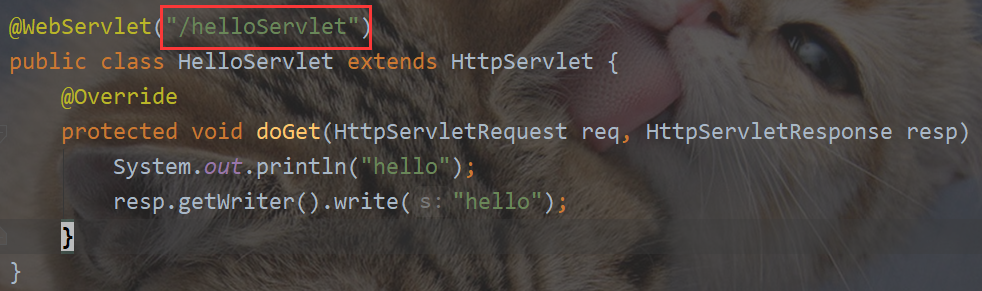 @WebServlet("/helloServlet")
public class HelloServlet extends HttpServlet {
    @Override
    protected void doGet(HttpServletRequest req, HttpServletResponse resp)
        System.out.println("hello");
        resp.getWriter().write( s: "hello");
    }
}